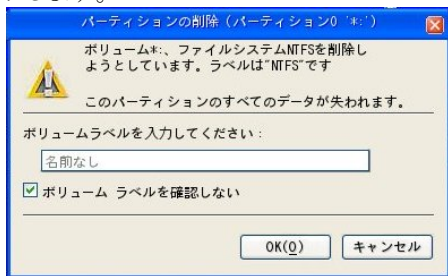 パーティションの削除（パーティション0 '*:'）
ボリューム*:、ファイルシステムNTFSを削除し
ようとしています。ラベルは"NTFS"です
このパーティションのすべてのデータが失われます。
ボリュームラベルを入力してください：
名前なし
ボリューム ラベルを確認しない
OK(O)
キャンセル